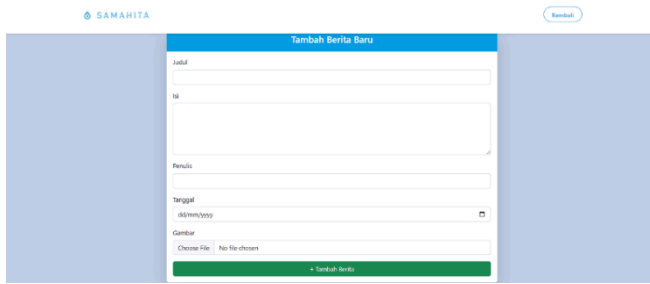 SAMAHITA
Kembali
Tambah Berita Baru
Judul
Isi
Penulis
Tanggal
dd/mm/yyyy
Gambar
Choose File No file chosen
+ Tambah Berita